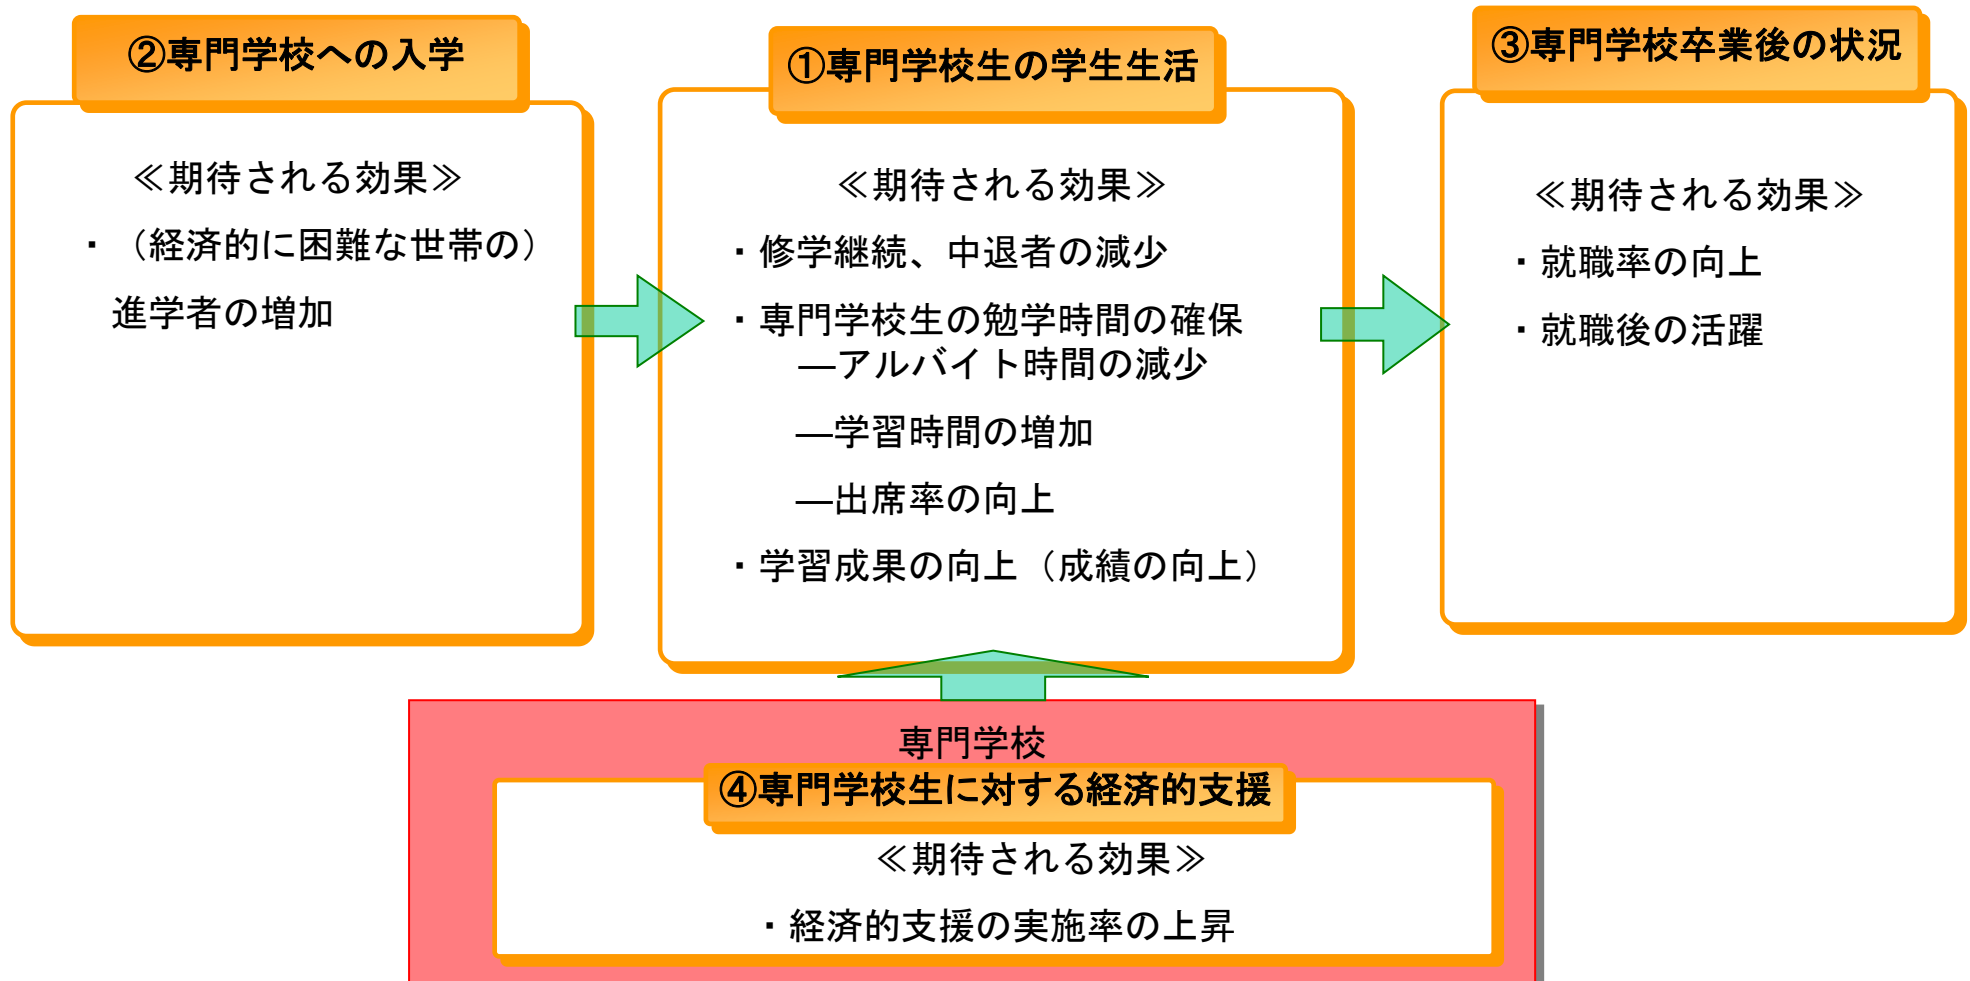 ②専門学校への入学
≪期待される効果≫
・（経済的に困難な世帯の）
進学者の増加
①専門学校生の学生生活
≪期待される効果≫
・修学継続、中退者の減少
・専門学校生の勉学時間の確保
―アルバイト時間の減少
―学習時間の増加
―出席率の向上
・学習成果の向上（成績の向上）
③専門学校卒業後の状況
≪期待される効果≫
・就職率の向上
・就職後の活躍
専門学校
④専門学校生に対する経済的支援
≪期待される効果≫
・経済的支援の実施率の上昇